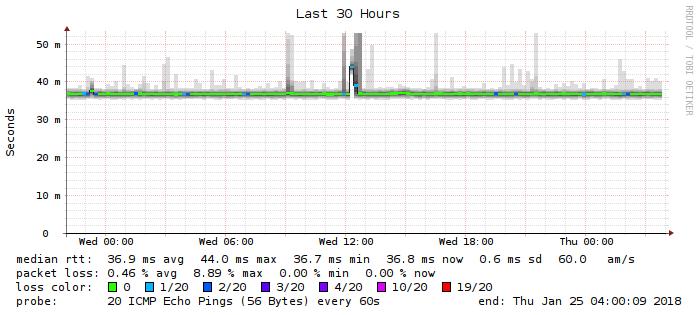 Last 30 Hours
RRDTOOL / TOBI OETIKER
Seconds
50 m
40 m
30 m
20 m
10 m
0
Wed 00:00 Wed 06:00 Wed 12:00 Wed 18:00 Thu 00:00
median rtt: 36.9 ms avg 44.0 ms max 36.7 ms min 36.8 ms now 0.6 ms sd 60.0 am/s
packet loss: 0.46 % avg 8.89 % max 0.00 % min 0.00 % now
loss color: 0 1/20 2/20 3/20 4/20 10/20 19/20
probe: 20 ICMP Echo Pings (56 Bytes) every 60s end: Thu Jan 25 04:00:09 2018